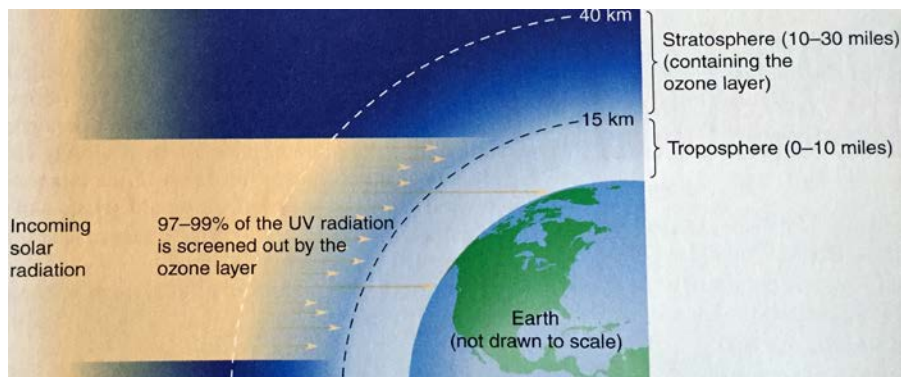 40 km
Stratosphere (10–30 miles)
(containing the
ozone layer)
15 km
Troposphere (0–10 miles)
Incoming
solar
radiation
97–99% of the UV radiation
is screened out by the
ozone layer
Earth
(not drawn to scale)